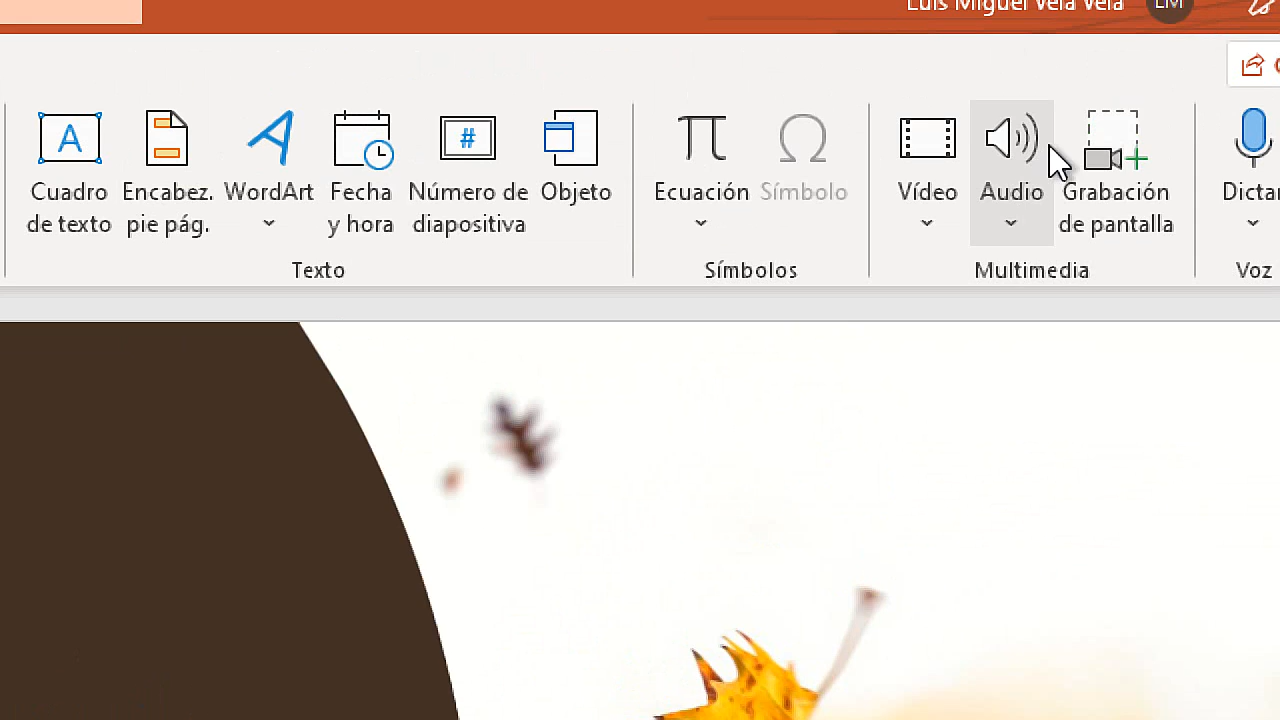 Luis Miguel Vela Vela LM
Cuadro de texto
Encabez. pie pág.
WordArt
Fecha y hora
Número de diapositiva
Objeto
Texto
Ecuación
Símbolo
Símbolos
Vídeo
Audio
Grabación de pantalla
Multimedia
Dictar
Voz